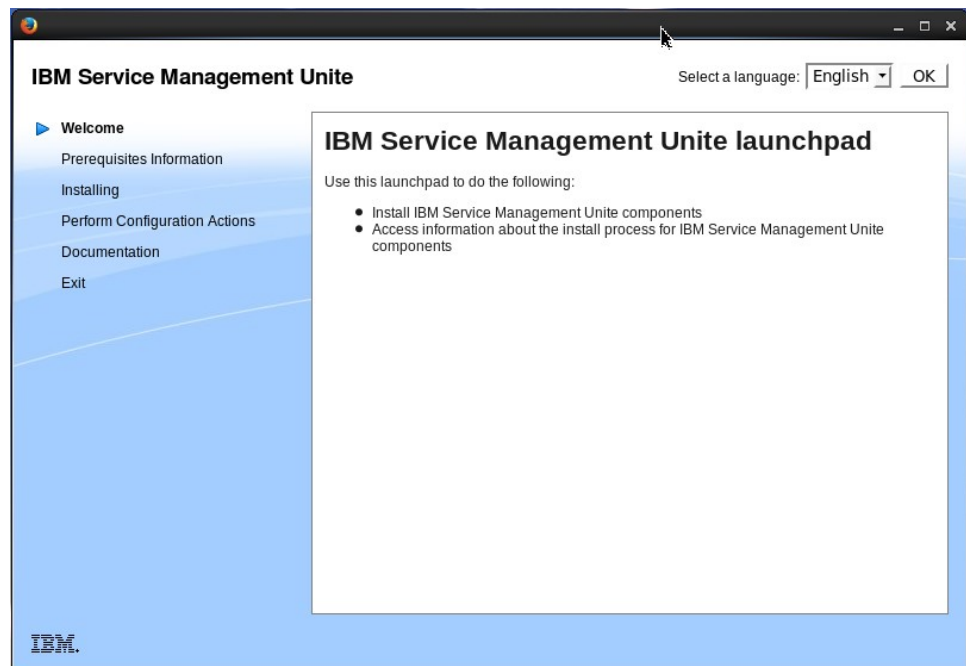 IBM Service Management Unite
Select a language: English OK
Welcome
Prerequisites Information
Installing
Perform Configuration Actions
Documentation
Exit
IBM Service Management Unite launchpad
Use this launchpad to do the following:
● Install IBM Service Management Unite components
● Access information about the install process for IBM Service Management Unite
components
IBM.